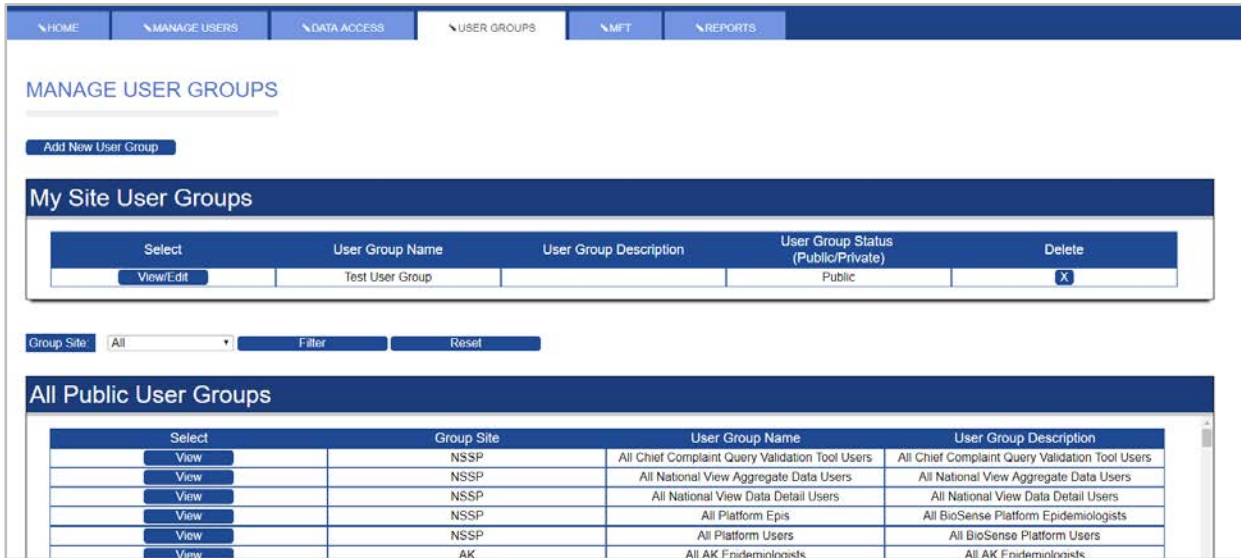 HOME MANAGE USERS DATA ACCESS USER GROUPS MFT REPORTS
MANAGE USER GROUPS
Add New User Group
My Site User Groups
Select User Group Name User Group Description User Group Status (Public/Private) Delete
View/Edit Test User Group Public X
Group Site: All Filter Reset
All Public User Groups
Select Group Site User Group Name User Group Description
View NSSP All Chief Complaint Query Validation Tool Users All Chief Complaint Query Validation Tool Users
View NSSP All National View Aggregate Data Users All National View Aggregate Data Users
View NSSP All National View Data Detail Users All National View Data Detail Users
View NSSP All Platform Epis All BioSense Platform Epidemiologists
View NSSP All Platform Users All BioSense Platform Users
View AK All AK Epidemiologists All AK Epidemiologists